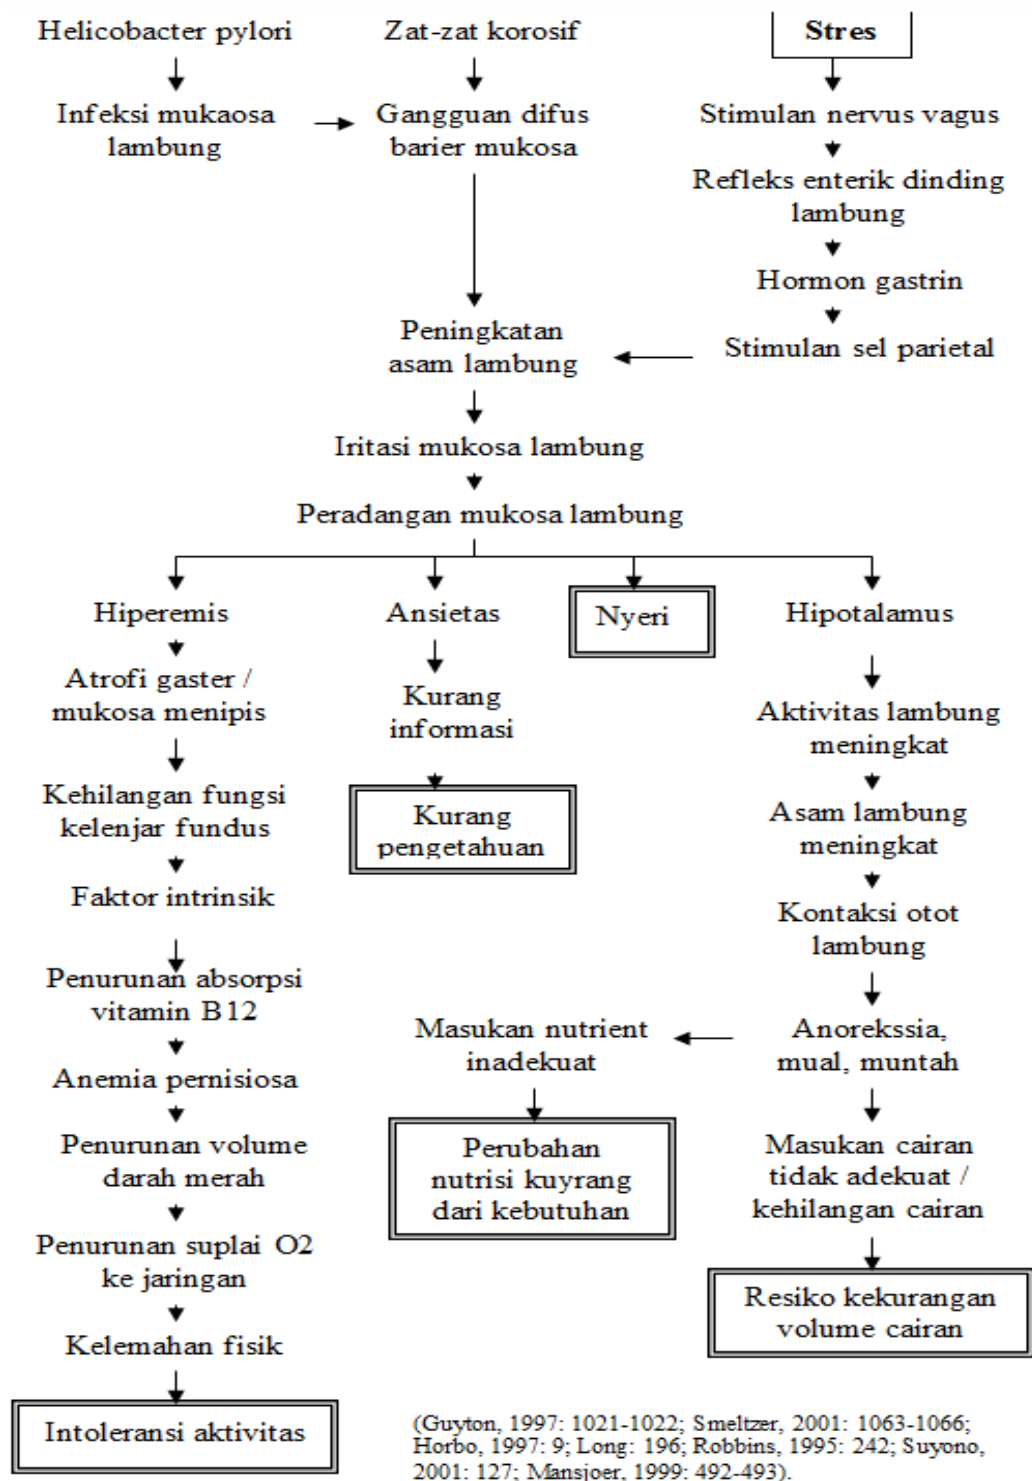 Helicobacter pylori
Zat-zat korosif
Stres
Infeksi mukaosa
lambung
Gangguan difus
barier mukosa
Stimulan nervus vagus
Refleks enterik dinding
lambung
Hormon gastrin
Stimulan sel parietal
Peningkatan
asam lambung
Iritasi mukosa lambung
Peradangan mukosa lambung
Hiperemis
Atrofi gaster /
mukosa menipis
Kehilangan fungsi
kelenjar fundus
Faktor intrinsik
Penurunan absorpsi
vitamin B12
Anemia pernisiosa
Penurunan volume
darah merah
Penurunan suplai O2
ke jaringan
Kelemahan fisik
Intoleransi aktivitas
Ansietas
Kurang
informasi
Kurang
pengetahuan
Nyeri
Hipotalamus
Aktivitas lambung
meningkat
Asam lambung
meningkat
Kontaksi otot
lambung
Anorekssia,
mual, muntah
Masukan nutrient
inadekuat
Perubahan
nutrisi kuyrang
dari kebutuhan
Masukan cairan
tidak adekuat /
kehilangan cairan
Resiko kekurangan
volume cairan
(Guyton, 1997: 1021-1022; Smeltzer, 2001: 1063-1066;
Horbo, 1997: 9; Long: 196; Robbins, 1995: 242; Suyono,
2001: 127; Mansjoer, 1999: 492-493).